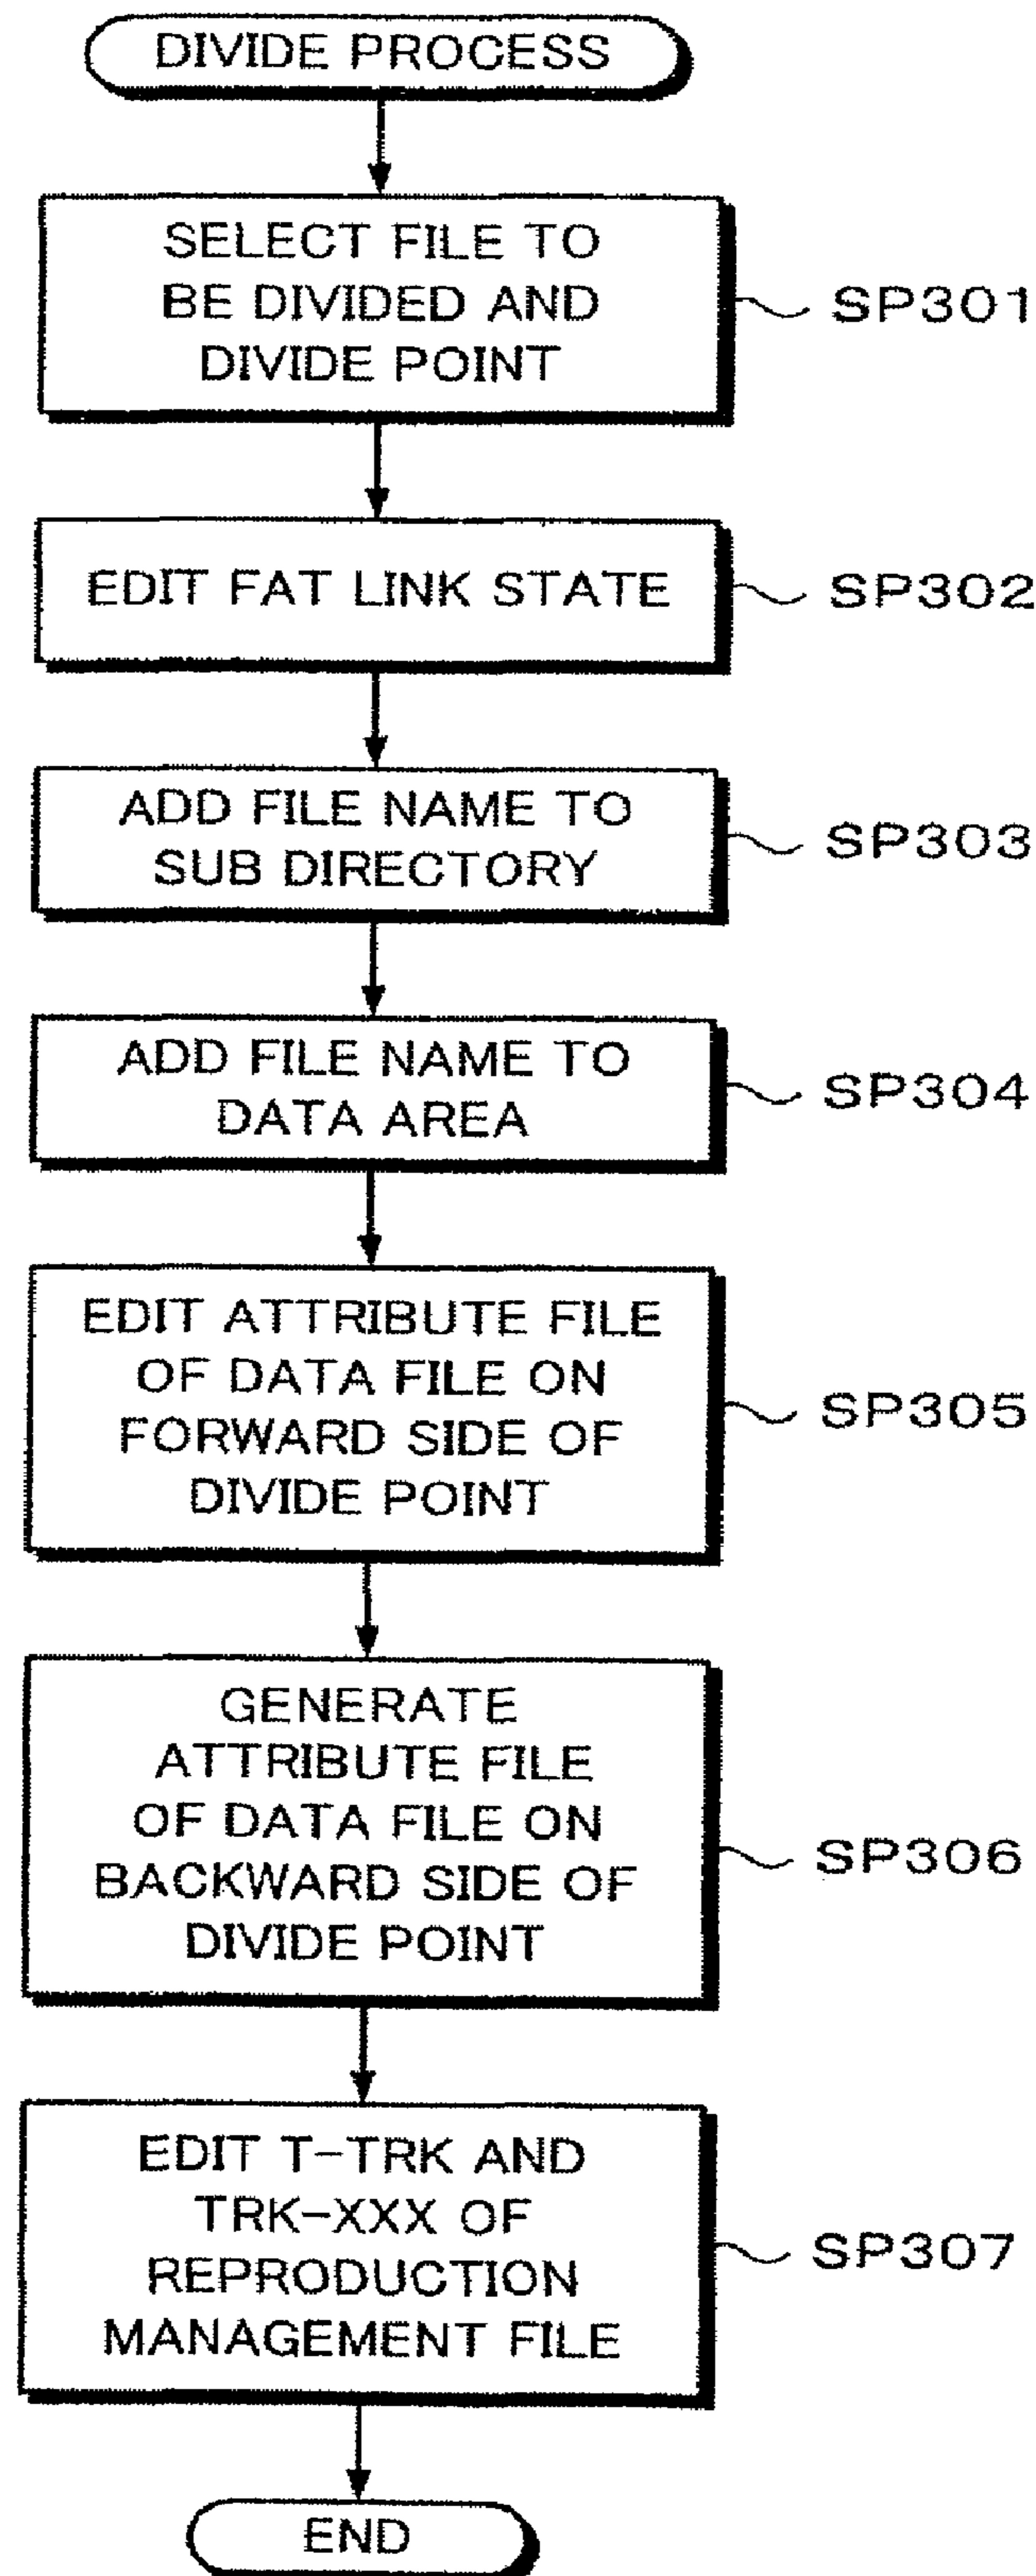 DIVIDE PROCESS
SELECT FILE TO
BE DIVIDED AND
DIVIDE POINT
SP301
EDIT FAT LINK STATE
SP302
ADD FILE NAME TO
SUB DIRECTORY
SP303
ADD FILE NAME TO
DATA AREA
SP304
EDIT ATTRIBUTE FILE
OF DATA FILE ON
FORWARD SIDE OF
DIVIDE POINT
SP305
GENERATE
ATTRIBUTE FILE
OF DATA FILE ON
BACKWARD SIDE OF
DIVIDE POINT
SP306
EDIT T-TRK AND
TRK-XXX OF
REPRODUCTION
MANAGEMENT FILE
SP307
END